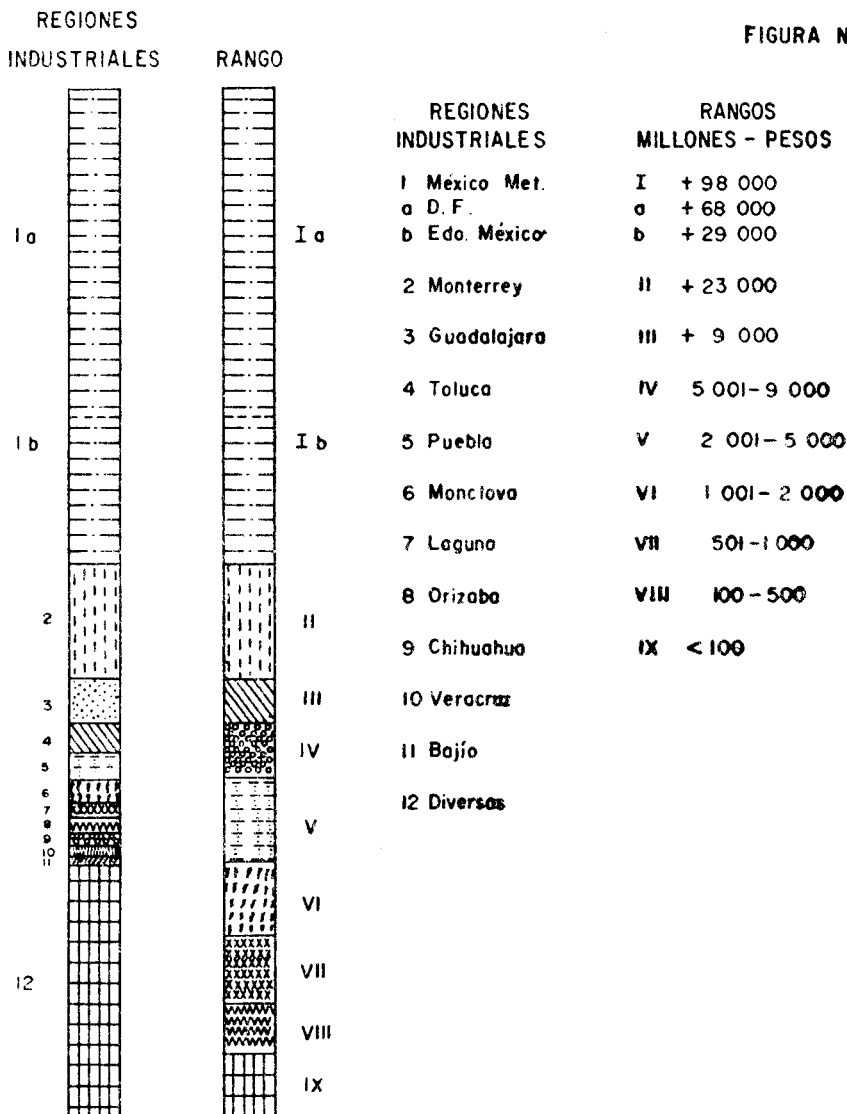 REGIONES
INDUSTRIALES RANGO
FIGURA N
REGIONES RANGOS
INDUSTRIALES MILLONES - PESOS
1 México Met. I + 98 000
a D.F. a + 68 000
b Edo. México b + 29 000
2 Monterrey II + 23 000
3 Guadalajara III + 9 000
4 Toluca IV 5 001-9 000
5 Puebla V 2 001-5 000
6 Monclova VI 1 001-2 000
7 Laguna VII 501-1 000
8 Orizaba VIII 100-500
9 Chihuahua IX <100
10 Veracruz
11 Bajío
12 Diversas
1a I a
1b I b
2 II
3 III
4 IV
5
6 V
7
8
9
10
11
VI
12 VII
VIII
IX